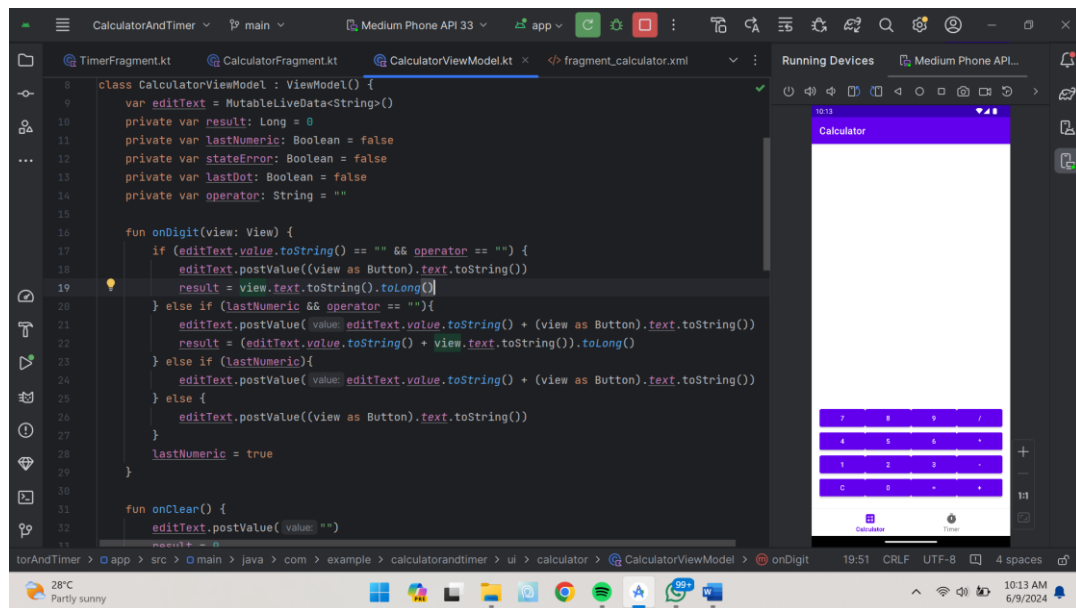 CalculatorAndTimer main Medium Phone API 33 app
TimerFragment.kt CalculatorFragment.kt CalculatorViewModel.kt fragment_calculator.xml
8 class CalculatorViewModel : ViewModel() {
9 var editText = MutableLiveData<String>()
10 private var result: Long = 0
11 private var lastNumeric: Boolean = false
12 private var stateError: Boolean = false
13 private var lastDot: Boolean = false
14 private var operator: String = ""
15
16 fun onDigit(view: View) {
17 if (editText.value.toString() == "" && operator == "") {
18 editText.postValue((view as Button).text.toString())
19 result = view.text.toString().toLong()
20 } else if (lastNumeric && operator == ""){
21 editText.postValue( value: editText.value.toString() + (view as Button).text.toString())
22 result = (editText.value.toString() + view.text.toString()).toLong()
23 } else if (lastNumeric){
24 editText.postValue( value: editText.value.toString() + (view as Button).text.toString())
25 } else {
26 editText.postValue((view as Button).text.toString())
27 }
28 lastNumeric = true
29 }
30
31 fun onClear() {
32 editText.postValue( value: "")
33 result = 0
Running Devices Medium Phone API...
10:13
Calculator
7 8 9 /
4 5 6 *
1 2 3 -
C 0 = +
Calculator Timer
1:1
torAndTimer > app > src > main > java > com > example > calculatorandtimer > ui > calculator > CalculatorViewModel > onDigit 19:51 CRLF UTF-8 4 spaces
28°C
Partly sunny
99+
10:13 AM
6/9/2024